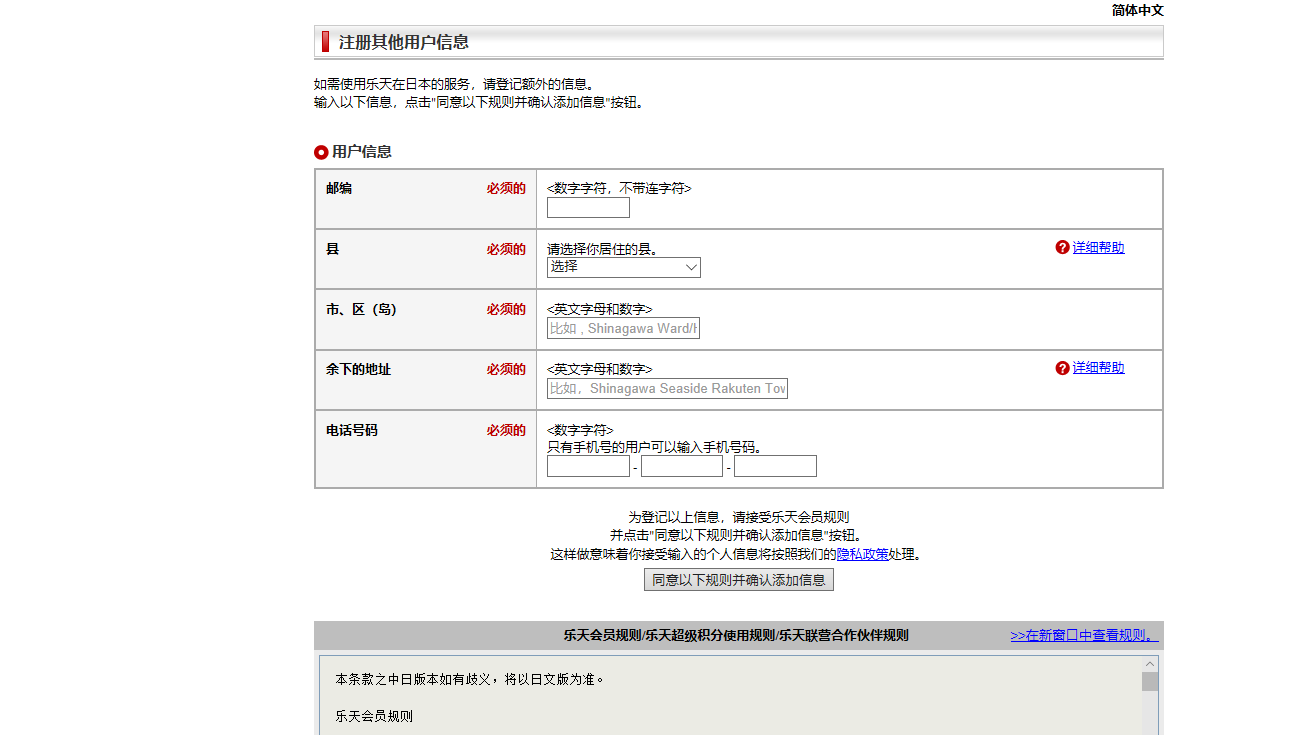 简体中文
注册其他用户信息
如需使用乐天在日本的服务，请登记额外的信息。
输入以下信息，点击"同意以下规则并确认添加信息"按钮。
用户信息
邮编 必须的 <数字字符，不带连字符>
县 必须的 请选择你居住的县。 ? 详细帮助
选择
市、区（岛） 必须的 <英文字母和数字>
比如 , Shinagawa Ward/
余下的地址 必须的 <英文字母和数字> ? 详细帮助
比如，Shinagawa Seaside Rakuten
电话号码 必须的 <数字字符>
只有手机号的用户可以输入手机号码。
- -
为登记以上信息，请接受乐天会员规则
并点击"同意以下规则并确认添加信息"按钮。
这样做意味着你接受输入的个人信息将按照我们的隐私政策处理。
同意以下规则并确认添加信息
乐天会员规则/乐天超级积分使用规则/乐天联营合作伙伴规则 >>在新窗口中查看规则。
本条款之中日版本如有歧义，将以日文版为准。
乐天会员规则